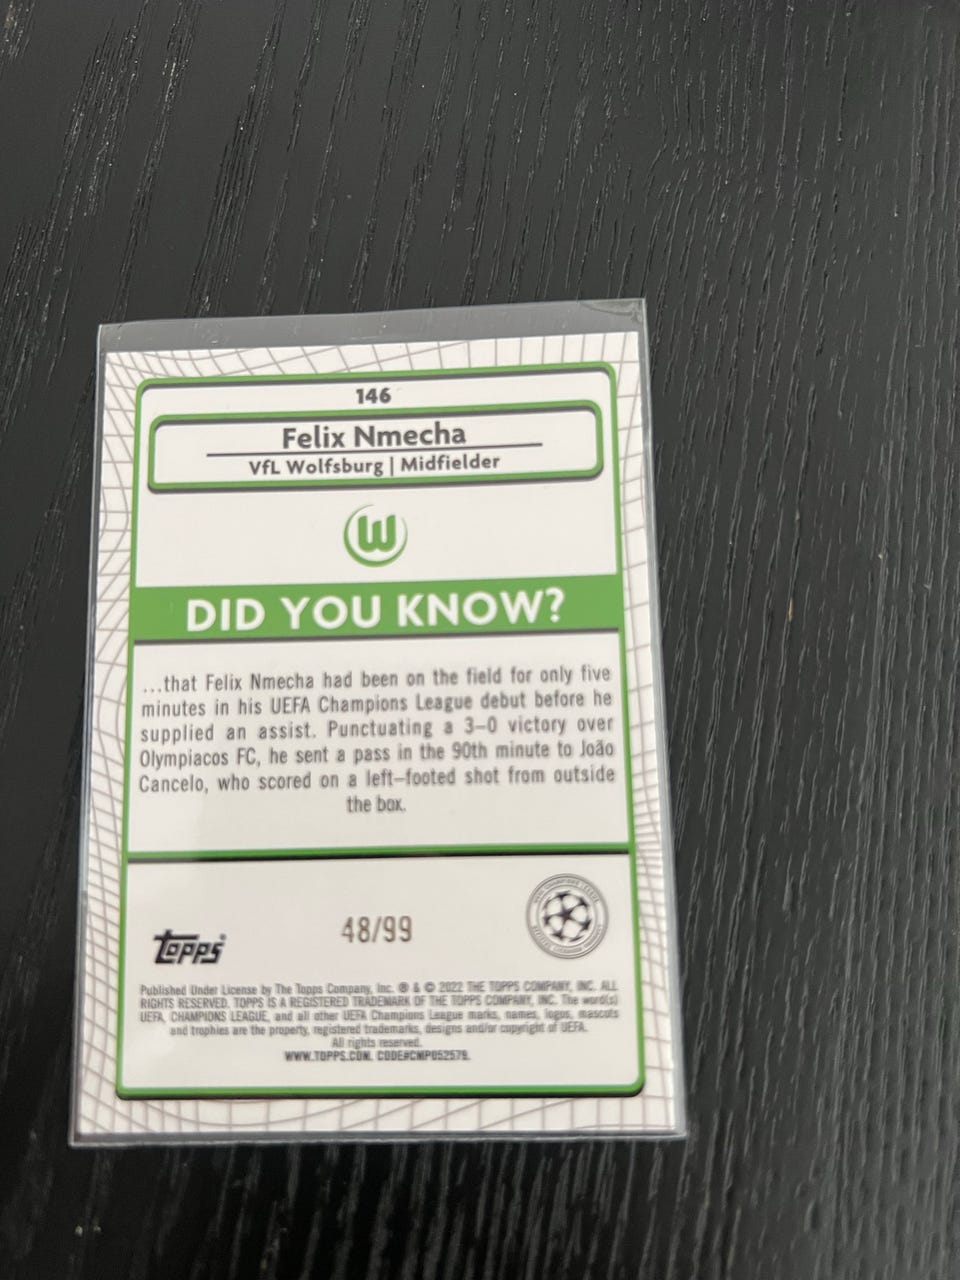 146
Felix Nmecha
VfL Wolfsburg | Midfielder
W
DID YOU KNOW?
...that Felix Nmecha had been on the field for only five
minutes in his UEFA Champions League debut before he
supplied an assist. Punctuating a 3–0 victory over
Olympiacos FC, he sent a pass in the 90th minute to João
Cancelo, who scored on a left–footed shot from outside
the box.
48/99
topps
Published Under License by The Topps Company, Inc. ® & © 2022 THE TOPPS COMPANY, INC. ALL
RIGHTS RESERVED. TOPPS IS A REGISTERED TRADEMARK OF THE TOPPS COMPANY, INC. The word(s)
UEFA, CHAMPIONS LEAGUE, and all other UEFA Champions League marks, names, logos, mascots
and trophies are the property, registered trademarks, designs and/or copyright of UEFA.
All rights reserved.
WWW.TOPPS.COM. CODE#CMP052579.